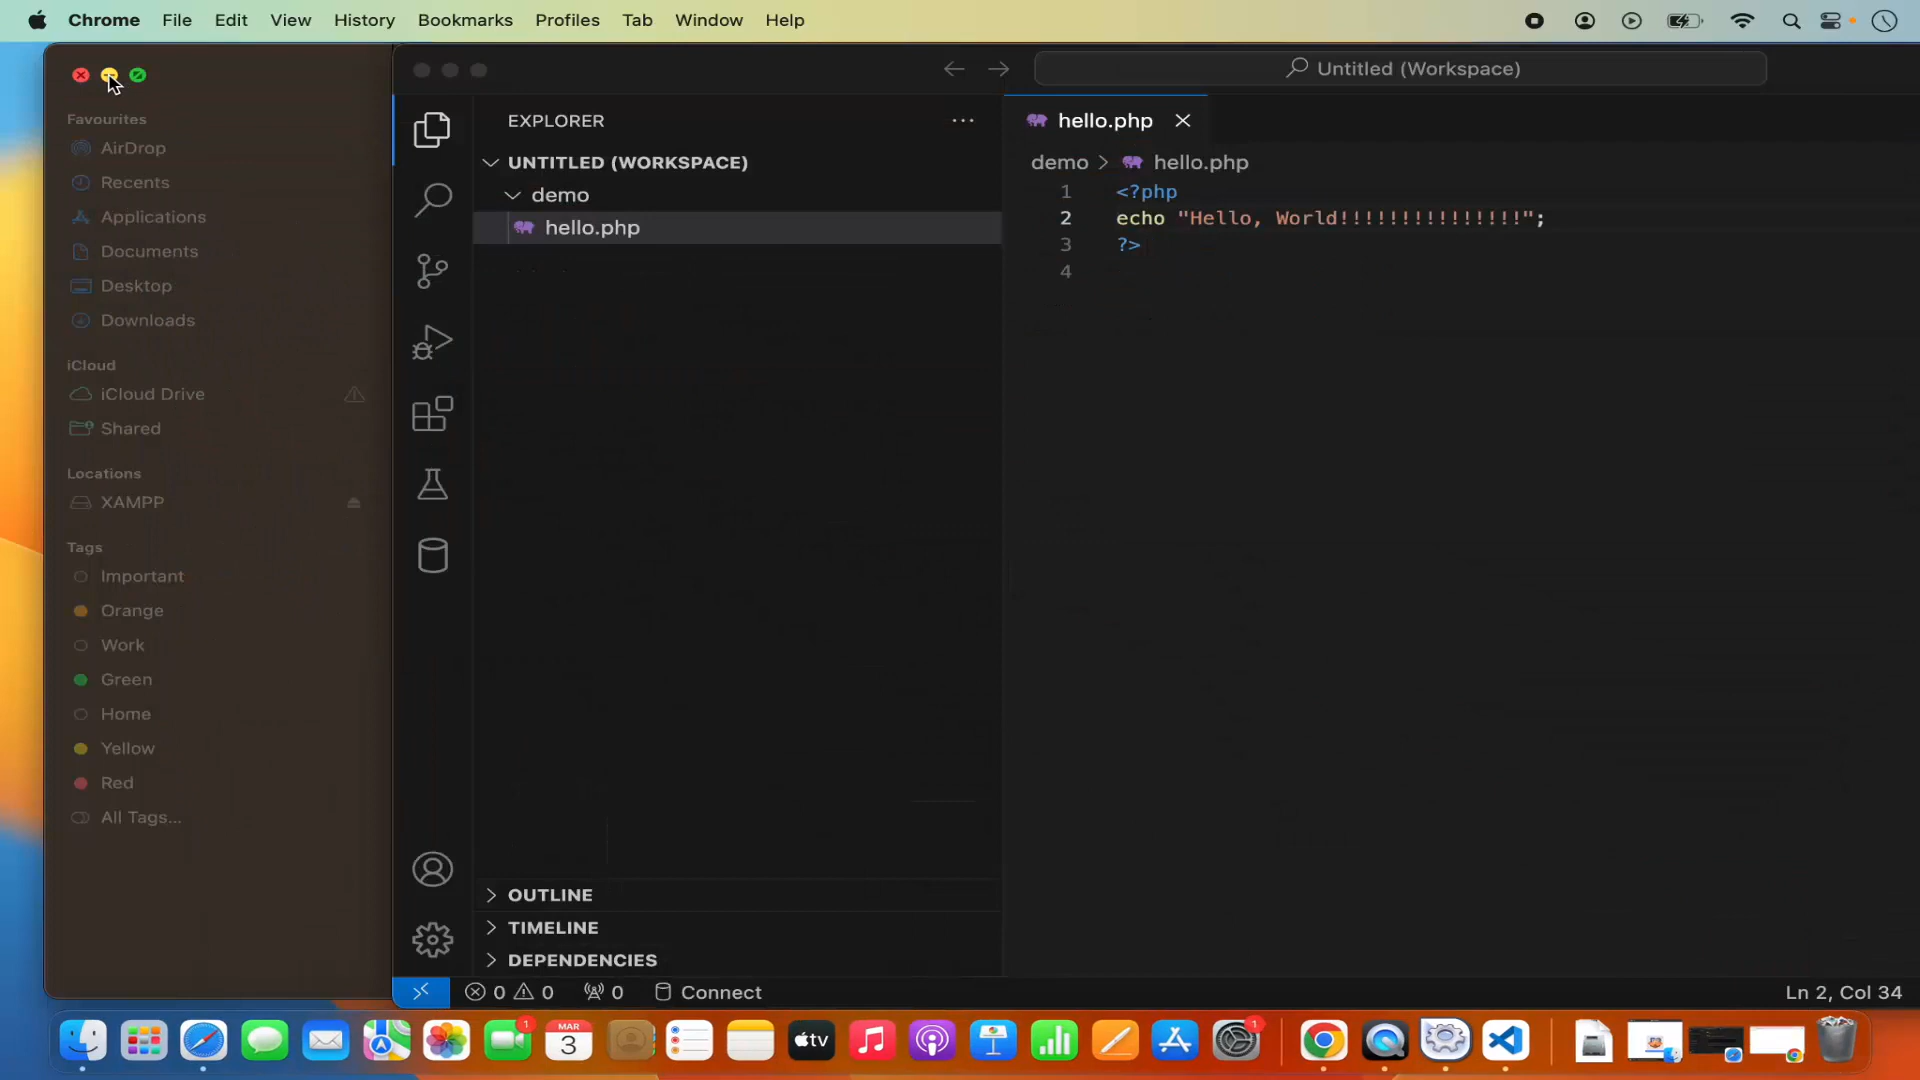 Chrome File Edit View History Bookmarks Profiles Tab Window Help
Favourites
AirDrop
Recents
Applications
Documents
Desktop
Downloads
iCloud
iCloud Drive
Shared
Locations
XAMPP
Tags
Important
Orange
Work
Green
Home
Yellow
Red
All Tags...
Untitled (Workspace)
EXPLORER
UNTITLED (WORKSPACE)
demo
hello.php
OUTLINE
TIMELINE
DEPENDENCIES
hello.php
demo > hello.php
1 <?php
2 echo "Hello, World!!!!!!!!!!!!!!!";
3 ?>
4
0 0 0 Connect
Ln 2, Col 34
1
MAR
3
tv
1